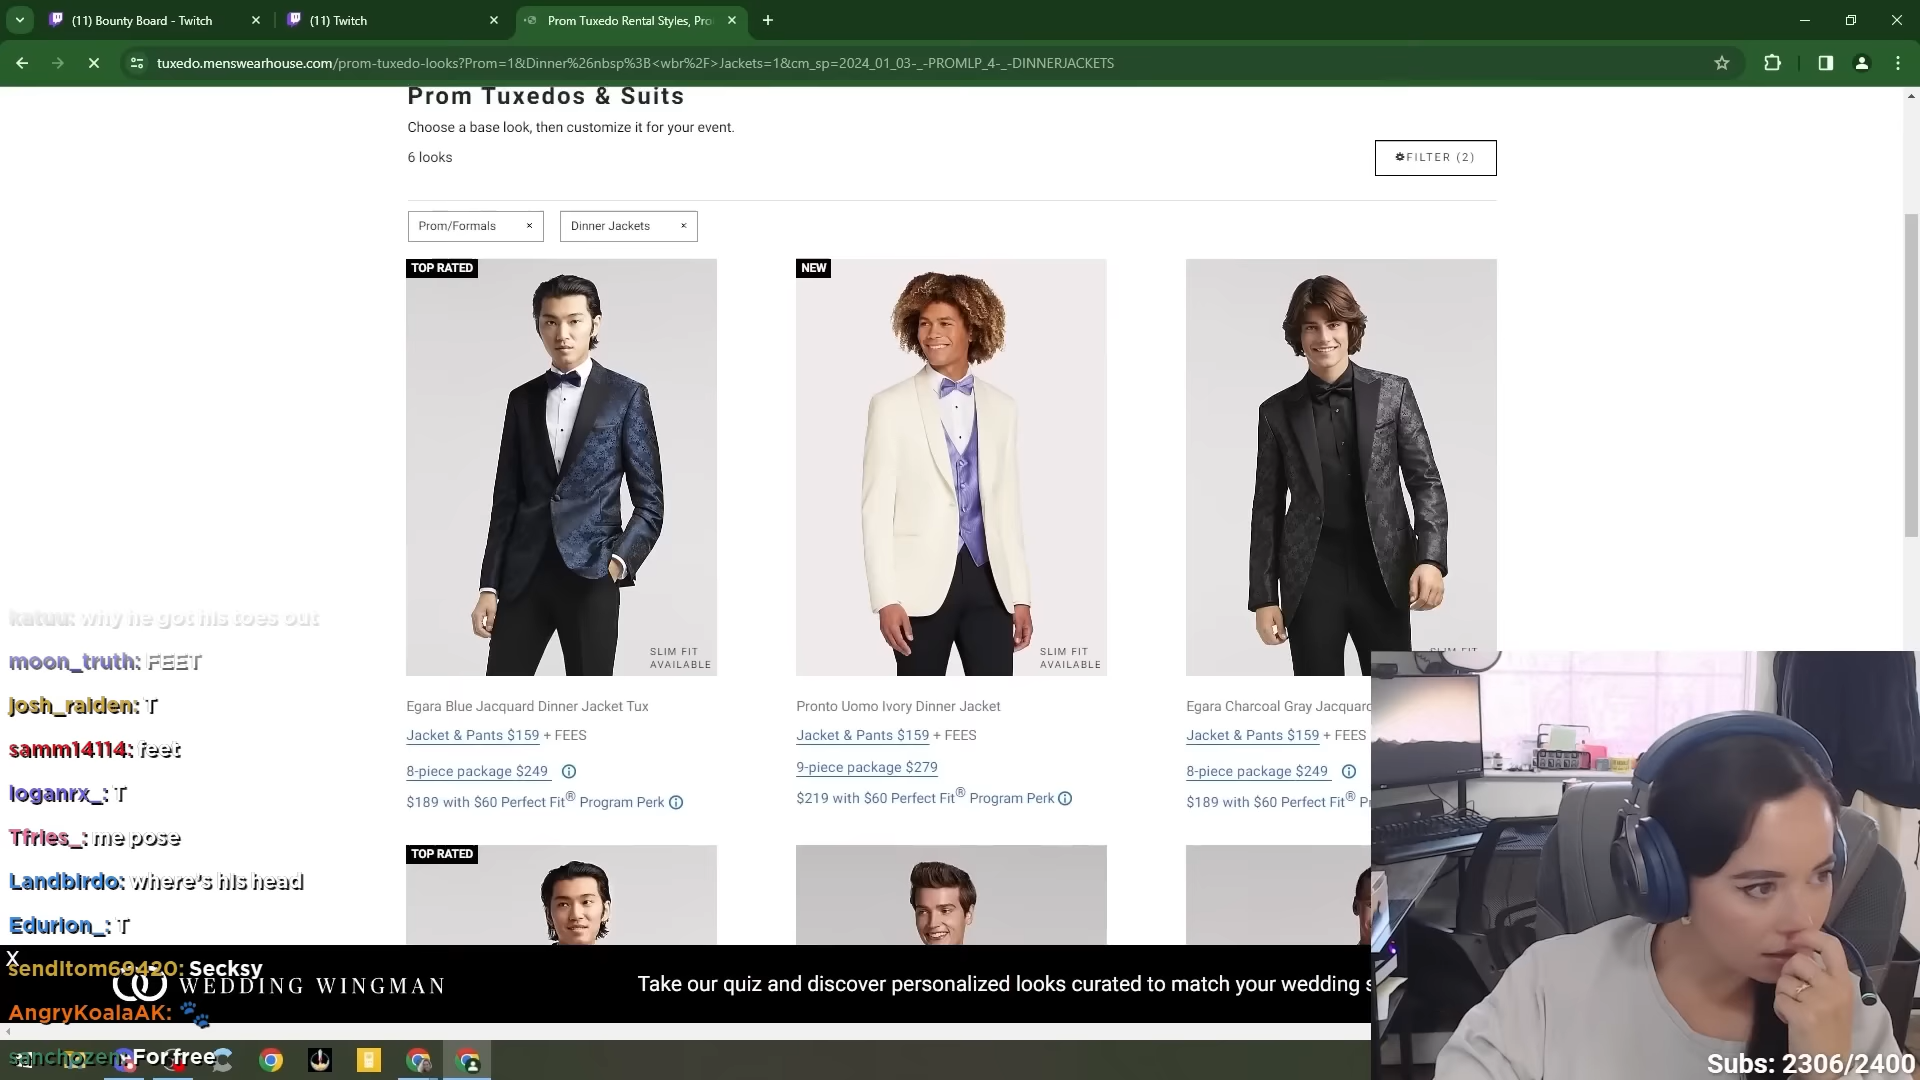 (11) Bounty Board - Twitch
(11) Twitch
Prom Tuxedo Rental Styles, Pro
tuxedo.menswearhouse.com/prom-tuxedo-looks?Prom=1&Dinner%26nbsp%3B<wbr%2F>Jackets=1&cm_sp=2024_01_03-_-PROMLP_4-_-DINNERJACKETS
Prom Tuxedos & Suits
Choose a base look, then customize it for your event.
6 looks
FILTER (2)
Prom/Formals ×
Dinner Jackets ×
TOP RATED
NEW
SLIM FIT
AVAILABLE
SLIM FIT
AVAILABLE
SLIM FIT
Egara Blue Jacquard Dinner Jacket Tux
Jacket & Pants $159 + FEES
8-piece package $249
$189 with $60 Perfect Fit® Program Perk
Pronto Uomo Ivory Dinner Jacket
Jacket & Pants $159 + FEES
9-piece package $279
$219 with $60 Perfect Fit® Program Perk
Egara Charcoal Gray Jacquard
Jacket & Pants $159 + FEES
8-piece package $249
$189 with $60 Perfect Fit® P
TOP RATED
katuu: why he got his toes out
moon_truth: FEET
Josh_raiden: T
samm14114: feet
loganrx_: T
Tfries_: me pose
Landbirdo: where's his head
Edurion_: T
senditom69420: Secksy
AngryKoalaAK: 🐾
sanchozen: For free
X
WEDDING WINGMAN
Take our quiz and discover personalized looks curated to match your wedding s
Subs: 2306/2400